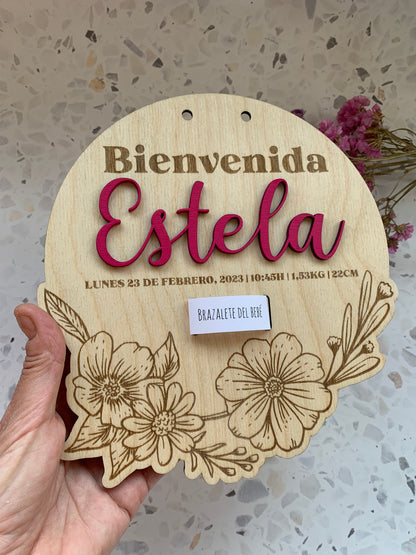 Bienvenida
Estela
LUNES 23 DE FEBRERO, 2023 | 10:45H | 1,53KG | 22CM
BRAZALETE DEL BEBÉ